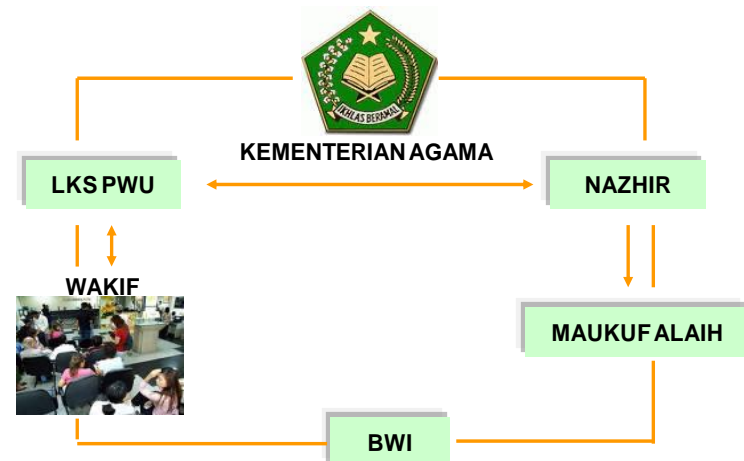 IKHLAS BERAMAL
KEMENTERIAN AGAMA
LKS PWU
NAZHIR
WAKIF
MAUKUF ALAIH
BWI